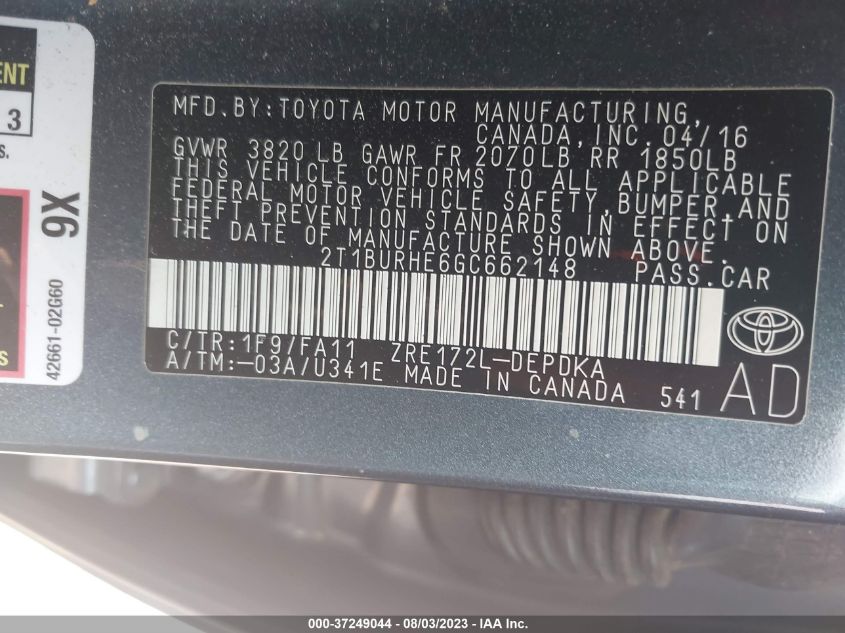 ENT
3
S.
S
42661-02660
9X
MFD. BY: TOYOTA MOTOR MANUFACTURING,
CANADA, INC. 04/16
GVWR 3820 LB GAWR FR 2070LB RR 1850LB
THIS VEHICLE CONFORMS TO ALL APPLICABLE
FEDERAL MOTOR VEHICLE SAFETY, BUMPER, AND
THEFT PREVENTION STANDARDS IN EFFECT ON
THE DATE OF MANUFACTURE SHOWN ABOVE.
2T1BURHE6GC662148 PASS.CAR
C/TR:1F9/FA11 ZRE172L-DEPDKA
A/TM:-03A/U341E MADE IN CANADA 541
AD
000-37249044 - 08/03/2023 - IAA Inc.